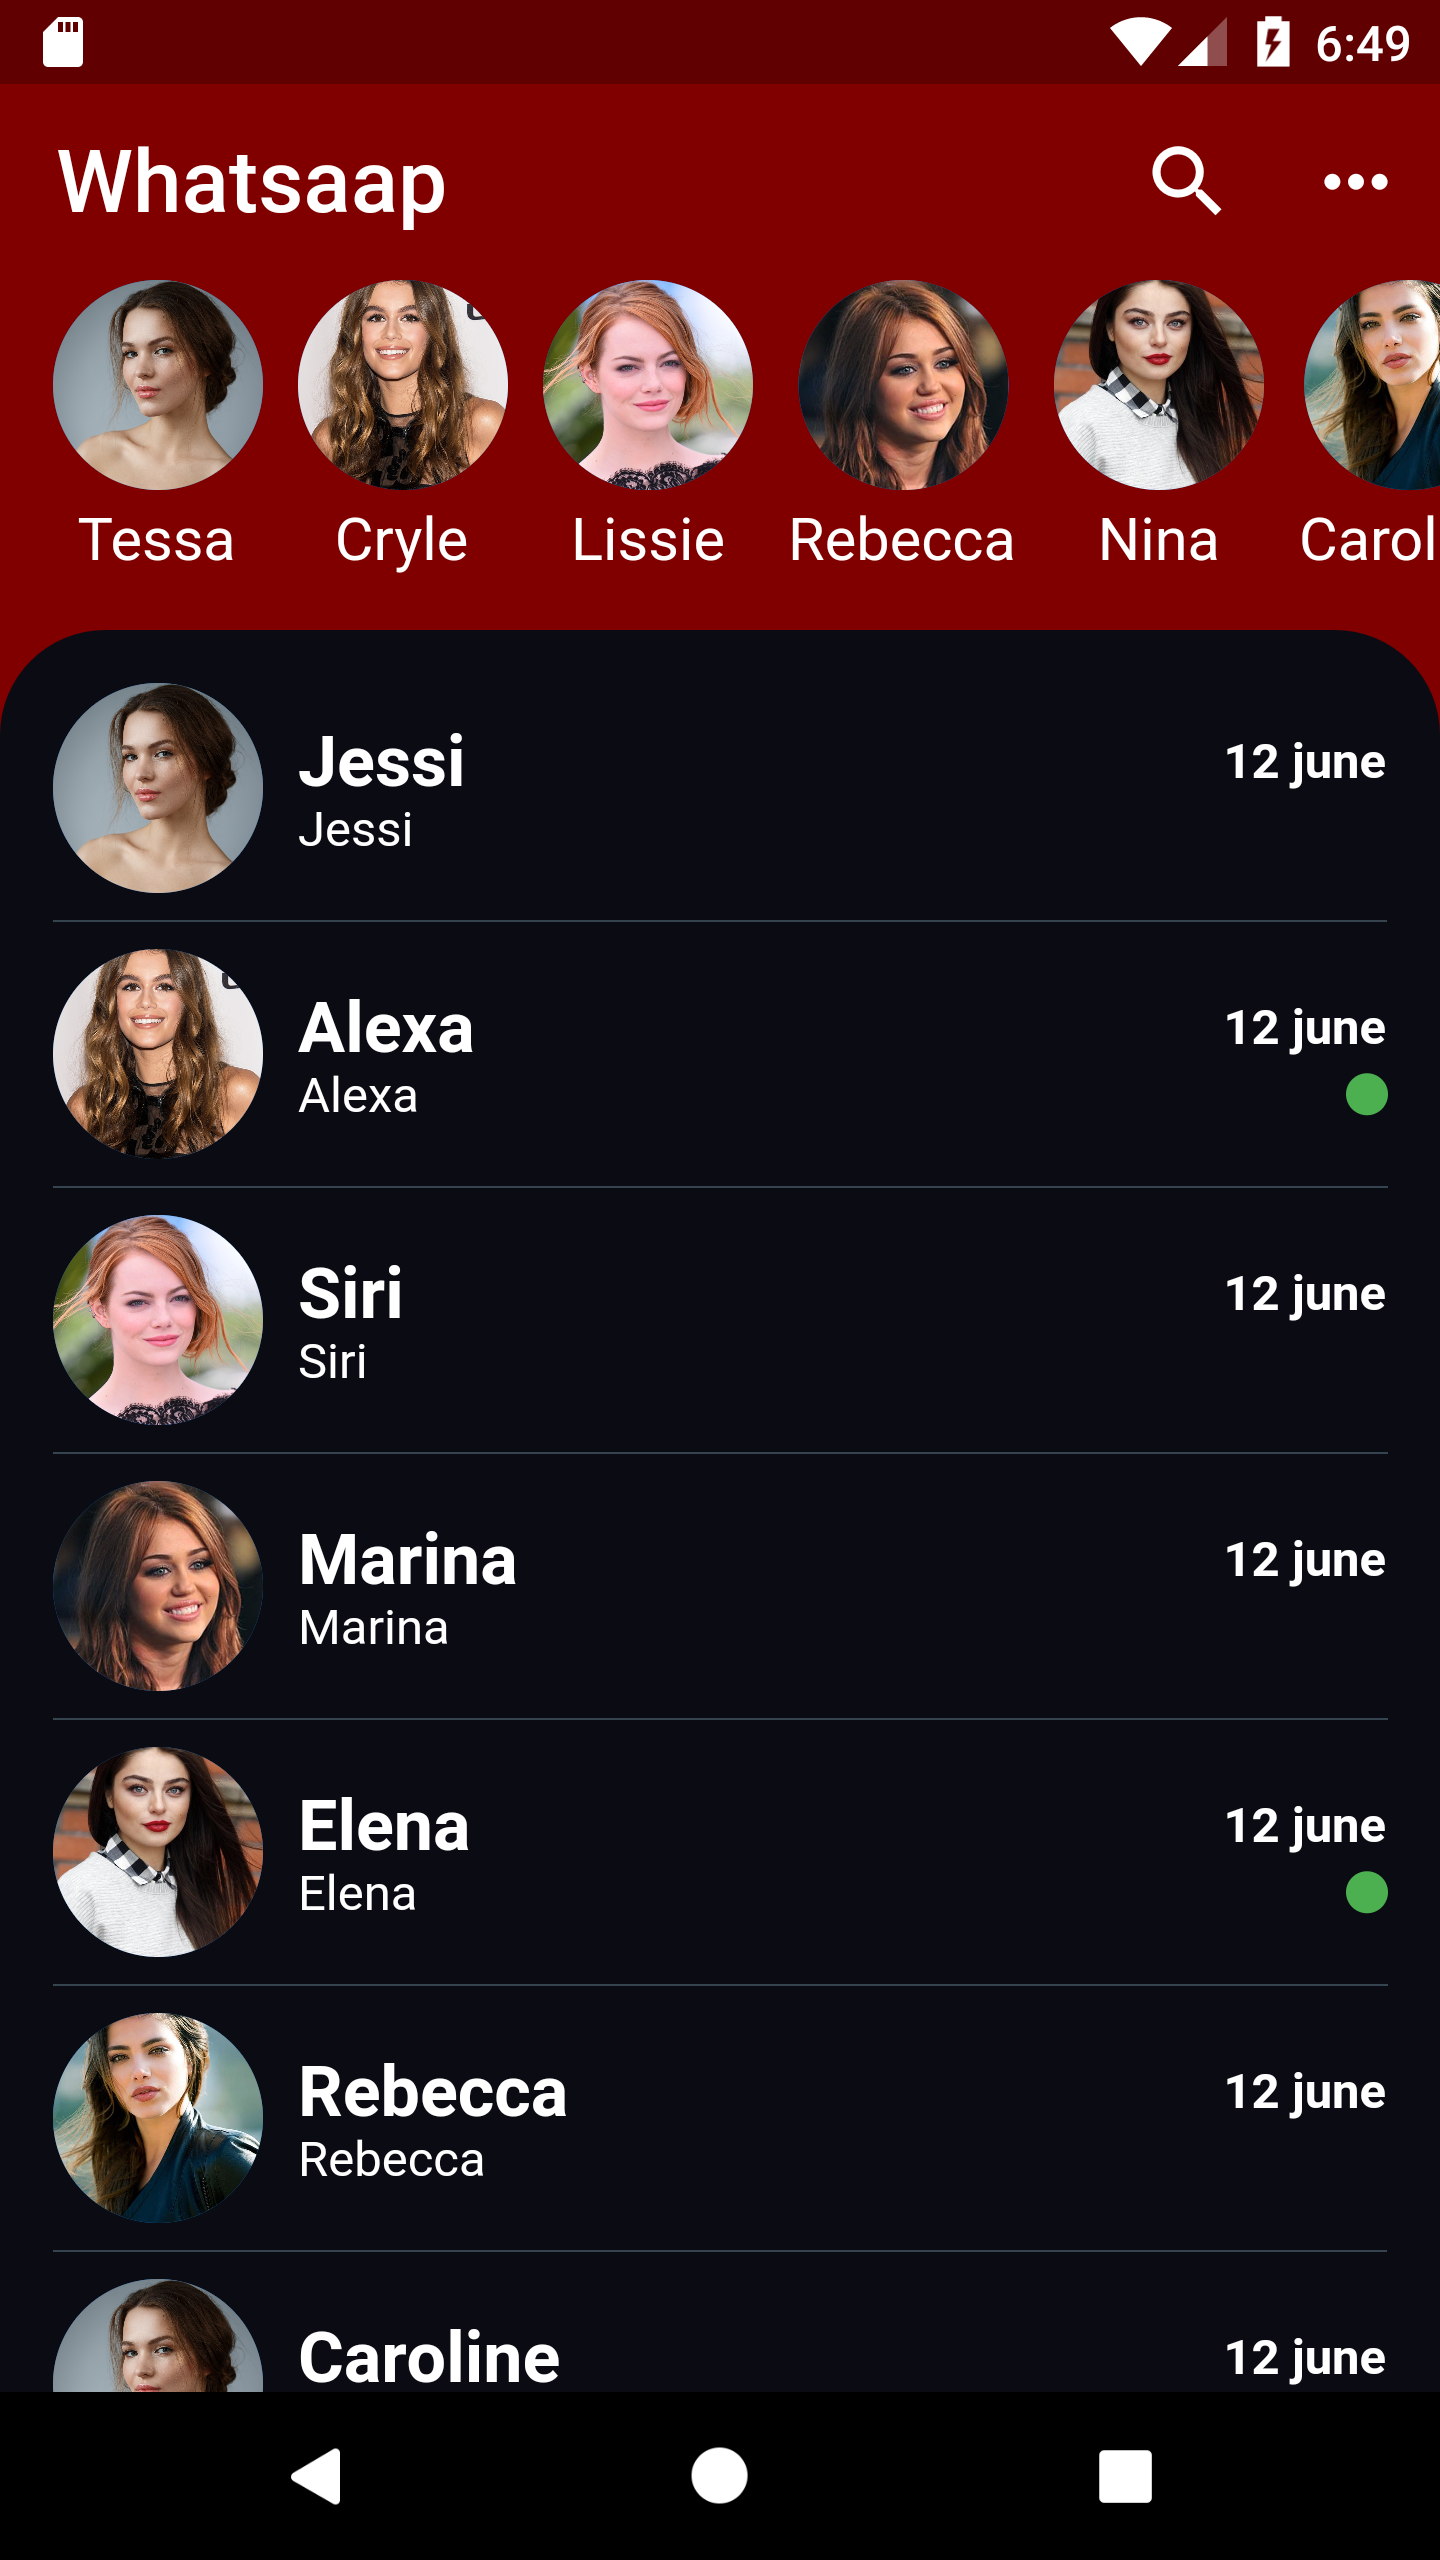 6:49
Whatsaap
Tessa Cryle Lissie Rebecca Nina Carol
Jessi 12 june
Jessi
Alexa 12 june
Alexa
Siri 12 june
Siri
Marina 12 june
Marina
Elena 12 june
Elena
Rebecca 12 june
Rebecca
Caroline 12 june